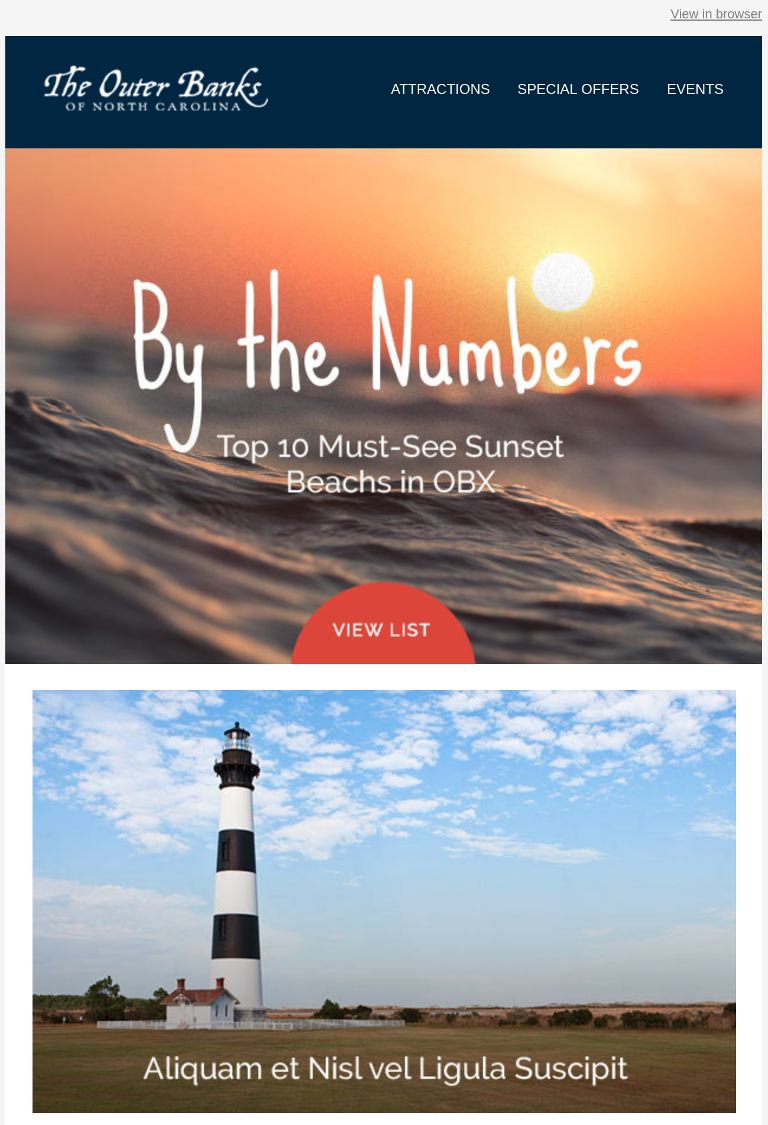 View in browser
The Outer Banks
OF NORTH CAROLINA
ATTRACTIONS SPECIAL OFFERS EVENTS
By the Numbers
Top 10 Must-See Sunset
Beachs in OBX
VIEW LIST
Aliquam et Nisl vel Ligula Suscipit